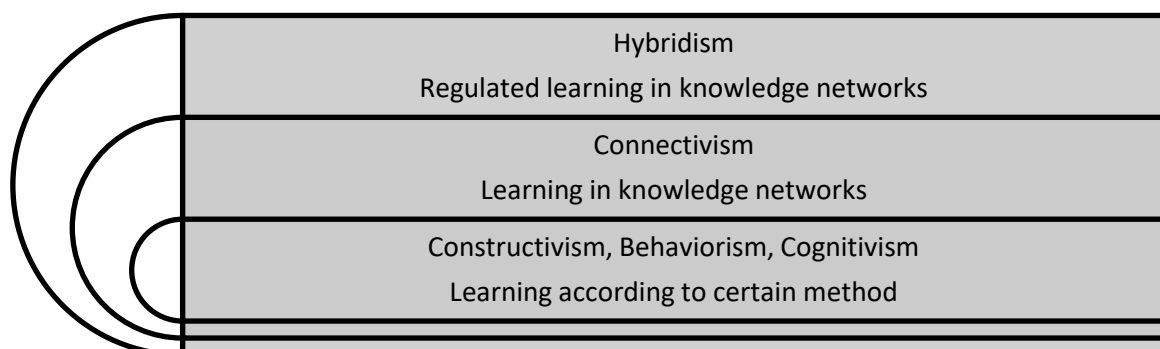 Hybridism
Regulated learning in knowledge networks
Connectivism
Learning in knowledge networks
Constructivism, Behaviorism, Cognitivism
Learning according to certain method